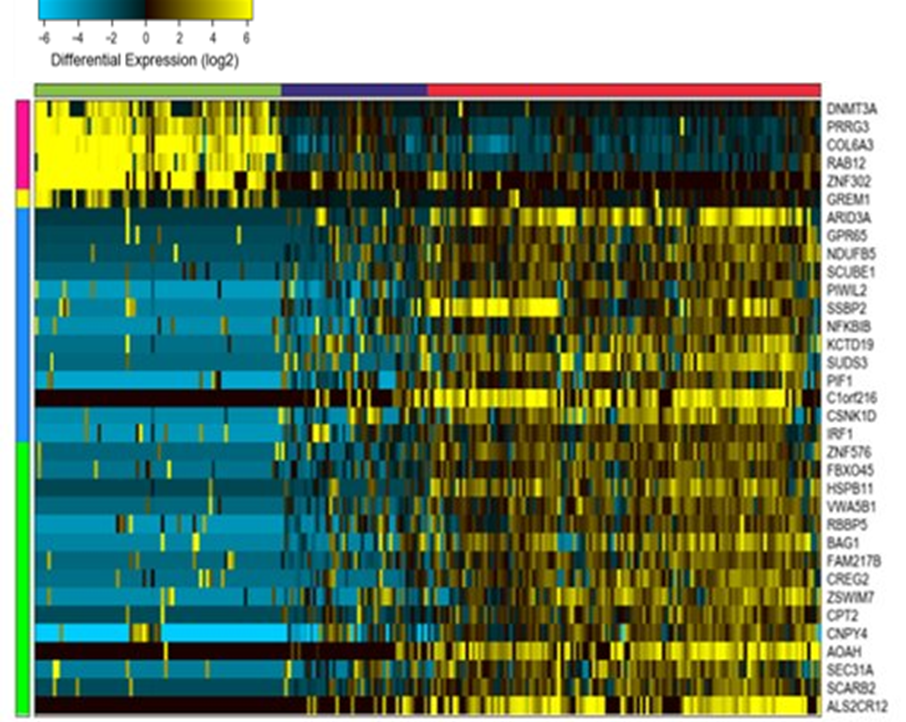 -6 -4 -2 0 2 4 6
Differential Expression (log2)
DNMT3A
PRRG3
COL6A3
RAB12
ZNF302
GREM1
ARID3A
GPR65
NDUFB5
SCUBE1
PIWIL2
SSBP2
NFKBIB
KCTD19
SUDS3
PIF1
C1orf216
CSNK1D
IRF1
ZNF576
FBXO45
HSPB11
VWA5B1
RBBP5
BAG1
FAM217B
CREG2
ZSWIM7
CPT2
CNPY4
AOAH
SEC31A
SCARB2
ALS2CR12